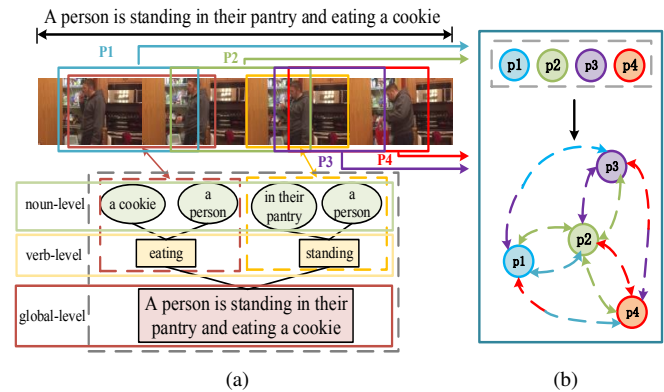 A person is standing in their pantry and eating a cookie
P1
P2
P3
P4
noun-level
a cookie
a
person
in their
pantry
a
person
verb-level
eating
standing
global-level
A person is standing in their
pantry and eating a cookie
(a)
p1 p2 p3 p4
p3
p2
p1
p4
(b)